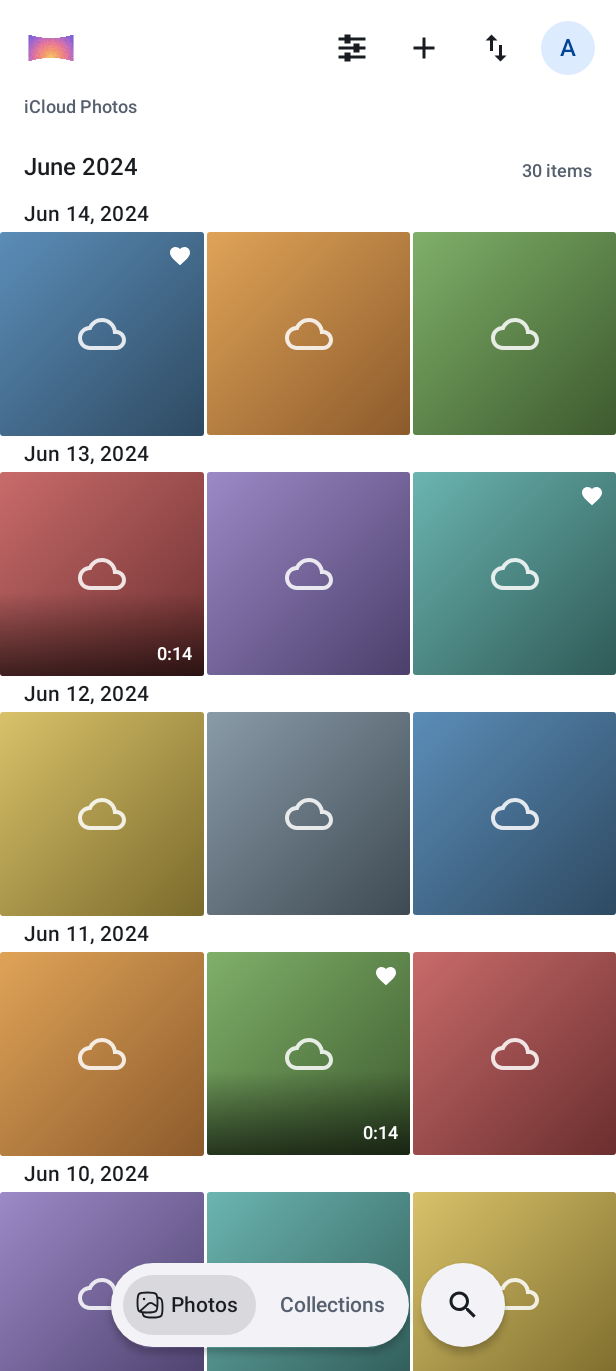 A
iCloud Photos
June 2024
30 items
Jun 14, 2024
Jun 13, 2024
0:14
Jun 12, 2024
Jun 11, 2024
0:14
Jun 10, 2024
Photos
Collections